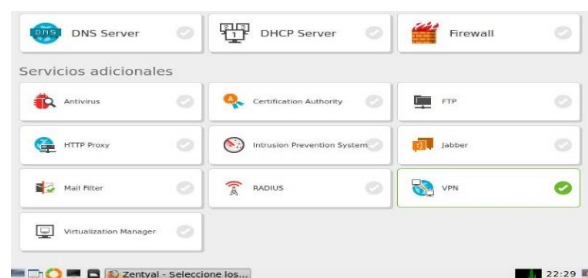 DNS
DNS Server
DHCP Server
Firewall
Servicios adicionales
Antivirus
Certification Authority
FTP
HTTP Proxy
Intrusion Prevention System
Jabber
Mail Filter
RADIUS
VPN
Virtualization Manager
Zentyal - Seleccione los...
22:29